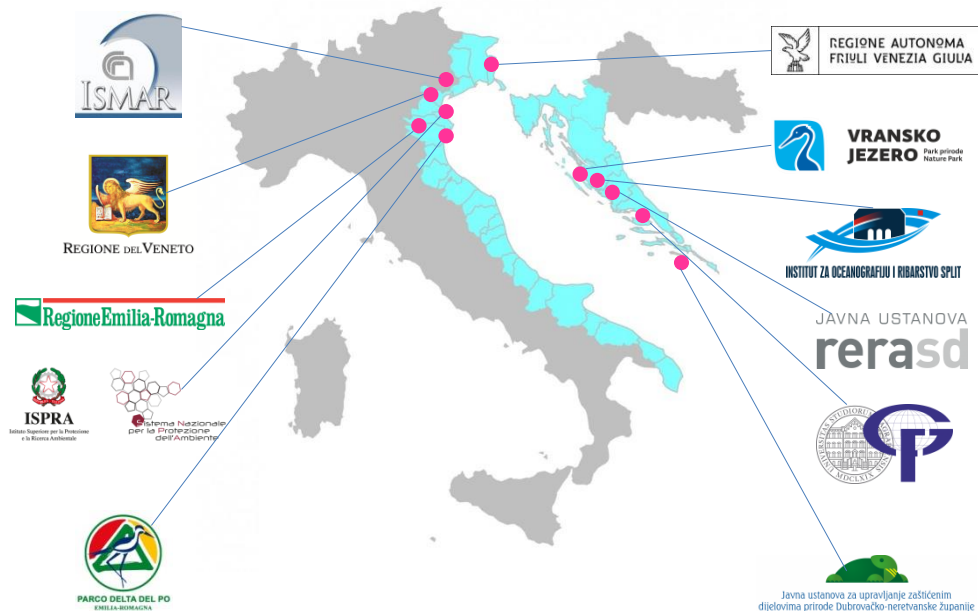 ISMAR
REGIONE DEL VENETO
RegioneEmilia-Romagna
ISPRA
Istituto Superiore per la Protezione
e la Ricerca Ambientale
Sistema Nazionale
per la Protezione
dell'Ambiente
PARCO DELTA DEL PO
EMILIA-ROMAGNA
REGIONE AUTONOMA
FRIULI VENEZIA GIULIA
VRANSKO
JEZERO
Park prirode
Nature Park
INSTITUT ZA OCEANOGRAFIJU I RIBARSTVO SPLIT
JAVNA USTANOVA
rerasd
UNIVERSITAS STUDIORUM
MDCLXIX
Javna ustanova za upravljanje zaštićenim
dijelovima prirode Dubrovačko-neretvanske županije